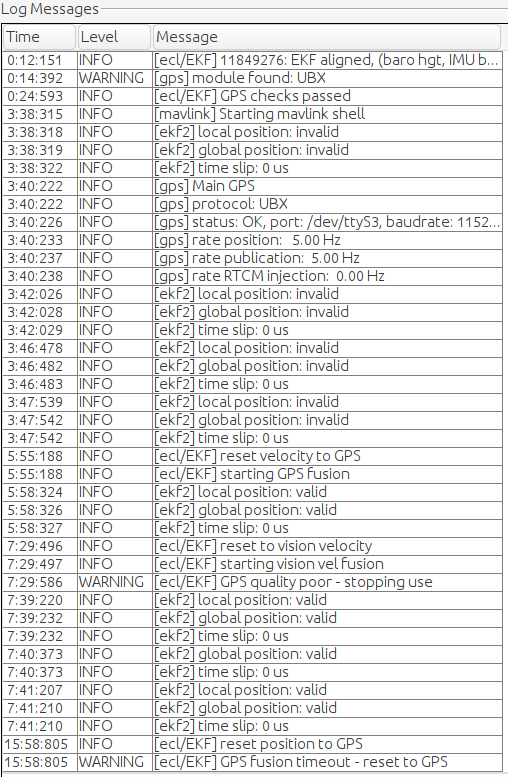 Log Messages
Time Level Message
0:12:151 INFO [ecl/EKF] 11849276: EKF aligned, (baro hgt, IMU b...
0:14:392 WARNING [gps] module found: UBX
0:24:593 INFO [ecl/EKF] GPS checks passed
3:38:315 INFO [mavlink] Starting mavlink shell
3:38:318 INFO [ekf2] local position: invalid
3:38:319 INFO [ekf2] global position: invalid
3:38:322 INFO [ekf2] time slip: 0 us
3:40:222 INFO [gps] Main GPS
3:40:222 INFO [gps] protocol: UBX
3:40:226 INFO [gps] status: OK, port: /dev/ttyS3, baudrate: 1152...
3:40:233 INFO [gps] rate position: 5.00 Hz
3:40:237 INFO [gps] rate publication: 5.00 Hz
3:40:238 INFO [gps] rate RTCM injection: 0.00 Hz
3:42:026 INFO [ekf2] local position: invalid
3:42:028 INFO [ekf2] global position: invalid
3:42:029 INFO [ekf2] time slip: 0 us
3:46:478 INFO [ekf2] local position: invalid
3:46:482 INFO [ekf2] global position: invalid
3:46:483 INFO [ekf2] time slip: 0 us
3:47:539 INFO [ekf2] local position: invalid
3:47:542 INFO [ekf2] global position: invalid
3:47:542 INFO [ekf2] time slip: 0 us
5:55:188 INFO [ecl/EKF] reset velocity to GPS
5:55:188 INFO [ecl/EKF] starting GPS fusion
5:58:324 INFO [ekf2] local position: valid
5:58:326 INFO [ekf2] global position: valid
5:58:327 INFO [ekf2] time slip: 0 us
7:29:496 INFO [ecl/EKF] reset to vision velocity
7:29:497 INFO [ecl/EKF] starting vision vel fusion
7:29:586 WARNING [ecl/EKF] GPS quality poor - stopping use
7:39:220 INFO [ekf2] local position: valid
7:39:232 INFO [ekf2] global position: valid
7:39:232 INFO [ekf2] time slip: 0 us
7:40:373 INFO [ekf2] global position: valid
7:40:373 INFO [ekf2] time slip: 0 us
7:41:207 INFO [ekf2] local position: valid
7:41:210 INFO [ekf2] global position: valid
7:41:210 INFO [ekf2] time slip: 0 us
15:58:805 INFO [ecl/EKF] reset position to GPS
15:58:805 WARNING [ecl/EKF] GPS fusion timeout - reset to GPS